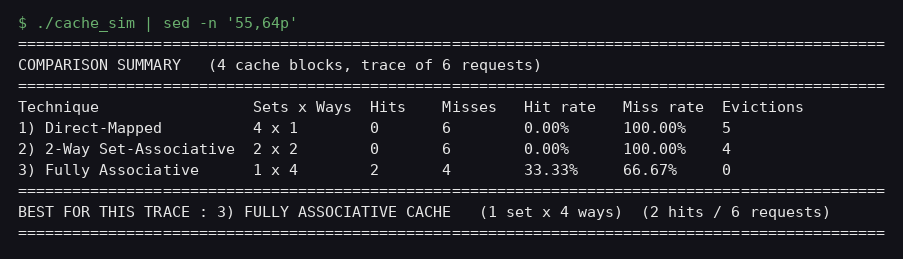 $ ./cache_sim | sed -n '55,64p'
================================================================================================
COMPARISON SUMMARY   (4 cache blocks, trace of 6 requests)
================================================================================================
Technique                 Sets x Ways  Hits    Misses   Hit rate   Miss rate  Evictions
1) Direct-Mapped          4 x 1        0       6        0.00%      100.00%    5
2) 2-Way Set-Associative  2 x 2        0       6        0.00%      100.00%    4
3) Fully Associative      1 x 4        2       4        33.33%     66.67%     0
================================================================================================
BEST FOR THIS TRACE : 3) FULLY ASSOCIATIVE CACHE   (1 set x 4 ways)  (2 hits / 6 requests)
================================================================================================